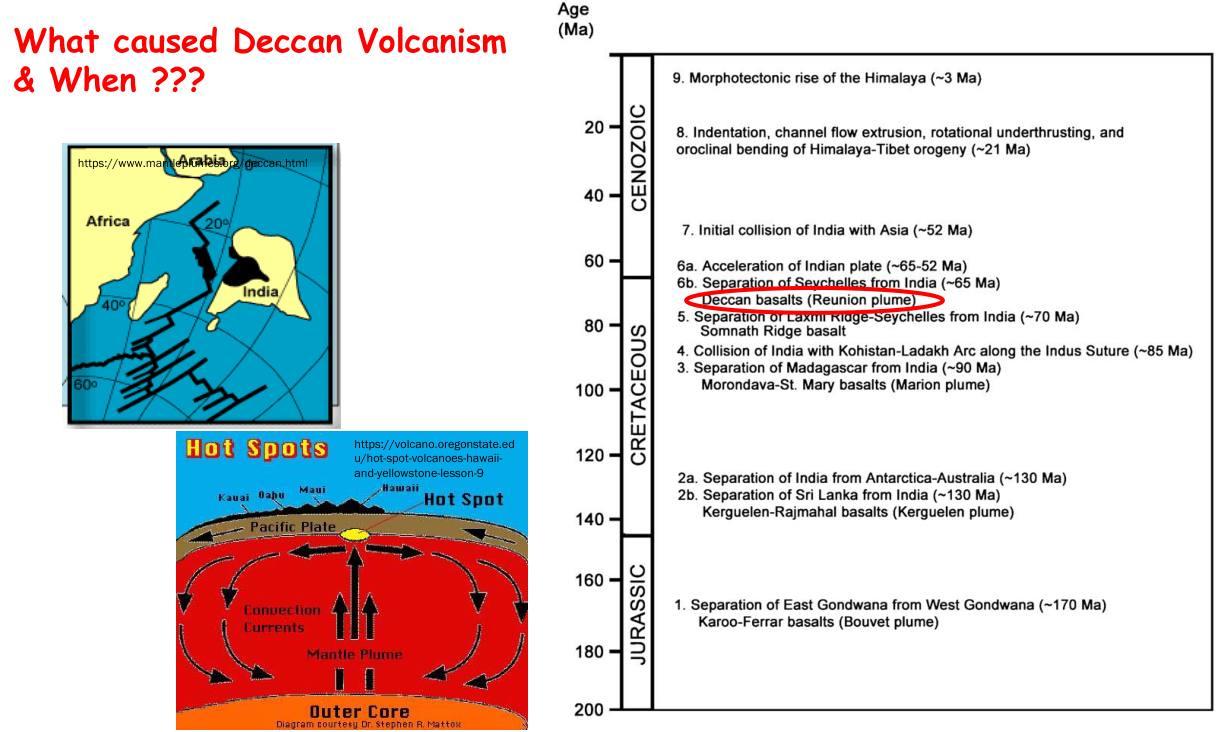 What caused Deccan Volcanism
& When ???
https://www.mantleplumes.org/deccan.html
Arabia
0°
Africa
20°
India
40°
60°
Hot Spots
https://volcano.oregonstate.ed
u/hot-spot-volcanoes-hawaii-
and-yellowstone-lesson-9
Kauai
Oahu
Maui
Hawaii
Hot Spot
Pacific Plate
Convection
Currents
Mantle Plume
Outer Core
Diagram courtesy Dr. Stephen R. Mattox
Age
(Ma)
20
40
60
80
100
120
140
160
180
200
CENOZOIC
CRETACEOUS
JURASSIC
9. Morphotectonic rise of the Himalaya (~3 Ma)
8. Indentation, channel flow extrusion, rotational underthrusting, and
oroclinal bending of Himalaya-Tibet orogeny (~21 Ma)
7. Initial collision of India with Asia (~52 Ma)
6a. Acceleration of Indian plate (~65-52 Ma)
6b. Separation of Seychelles from India (~65 Ma)
Deccan basalts (Reunion plume)
5. Separation of Laxmi Ridge-Seychelles from India (~70 Ma)
Somnath Ridge basalt
4. Collision of India with Kohistan-Ladakh Arc along the Indus Suture (~85 Ma)
3. Separation of Madagascar from India (~90 Ma)
Morondava-St. Mary basalts (Marion plume)
2a. Separation of India from Antarctica-Australia (~130 Ma)
2b. Separation of Sri Lanka from India (~130 Ma)
Kerguelen-Rajmahal basalts (Kerguelen plume)
1. Separation of East Gondwana from West Gondwana (~170 Ma)
Karoo-Ferrar basalts (Bouvet plume)